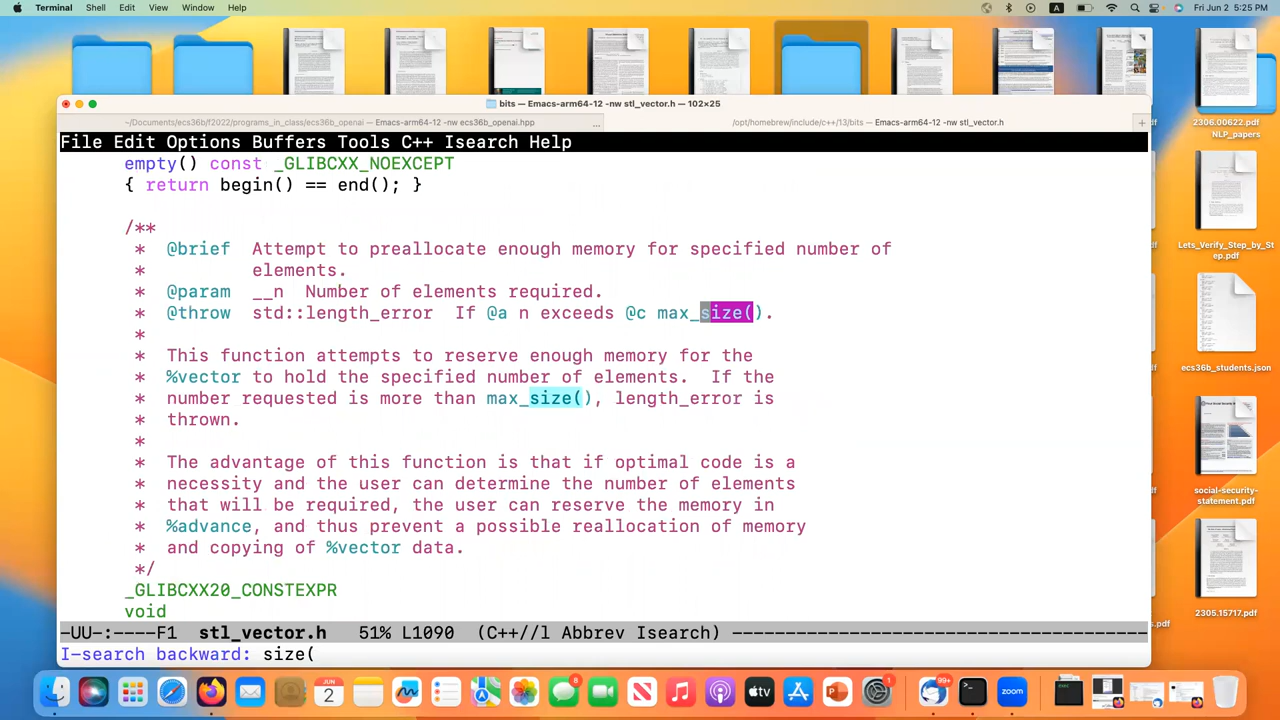 Terminal Shell Edit View Window Help
A
Fri Jun 2 5:25 PM
2306.00622.pdf
NLP_papers
bits — Emacs-arm64-12 -nw stl_vector.h — 102×25
~/Documents/ecs36b/f2022/programs_in_class/ecs36b_openai — Emacs-arm64-12 -nw ecs36b_openai.hpp ...
/opt/homebrew/include/c++/13/bits — Emacs-arm64-12 -nw stl_vector.h +
File Edit Options Buffers Tools C++ Isearch Help
empty() const _GLIBCXX_NOEXCEPT
{ return begin() == end(); }
/**
* @brief Attempt to preallocate enough memory for specified number of
* elements.
* @param __n Number of elements required.
* @throw std::length_error If @a n exceeds @c max_size().
*
* This function attempts to reserve enough memory for the
* %vector to hold the specified number of elements. If the
* number requested is more than max_size(), length_error is
* thrown.
*
* The advantage of this function is that if optimal code is a
* necessity and the user can determine the number of elements
* that will be required, the user can reserve the memory in
* %advance, and thus prevent a possible reallocation of memory
* and copying of %vector data.
*/
_GLIBCXX20_CONSTEXPR
void
-UU-:----F1 stl_vector.h 51% L1090 (C++//l Abbrev Isearch) ---------------------------------------
I-search backward: size(
Lets_Verify_Step_by_St
ep.pdf
ecs36b_students.json
social-security-
statement.pdf
2305.15717.pdf
JUN
2
8
1
99+
zoom
tv